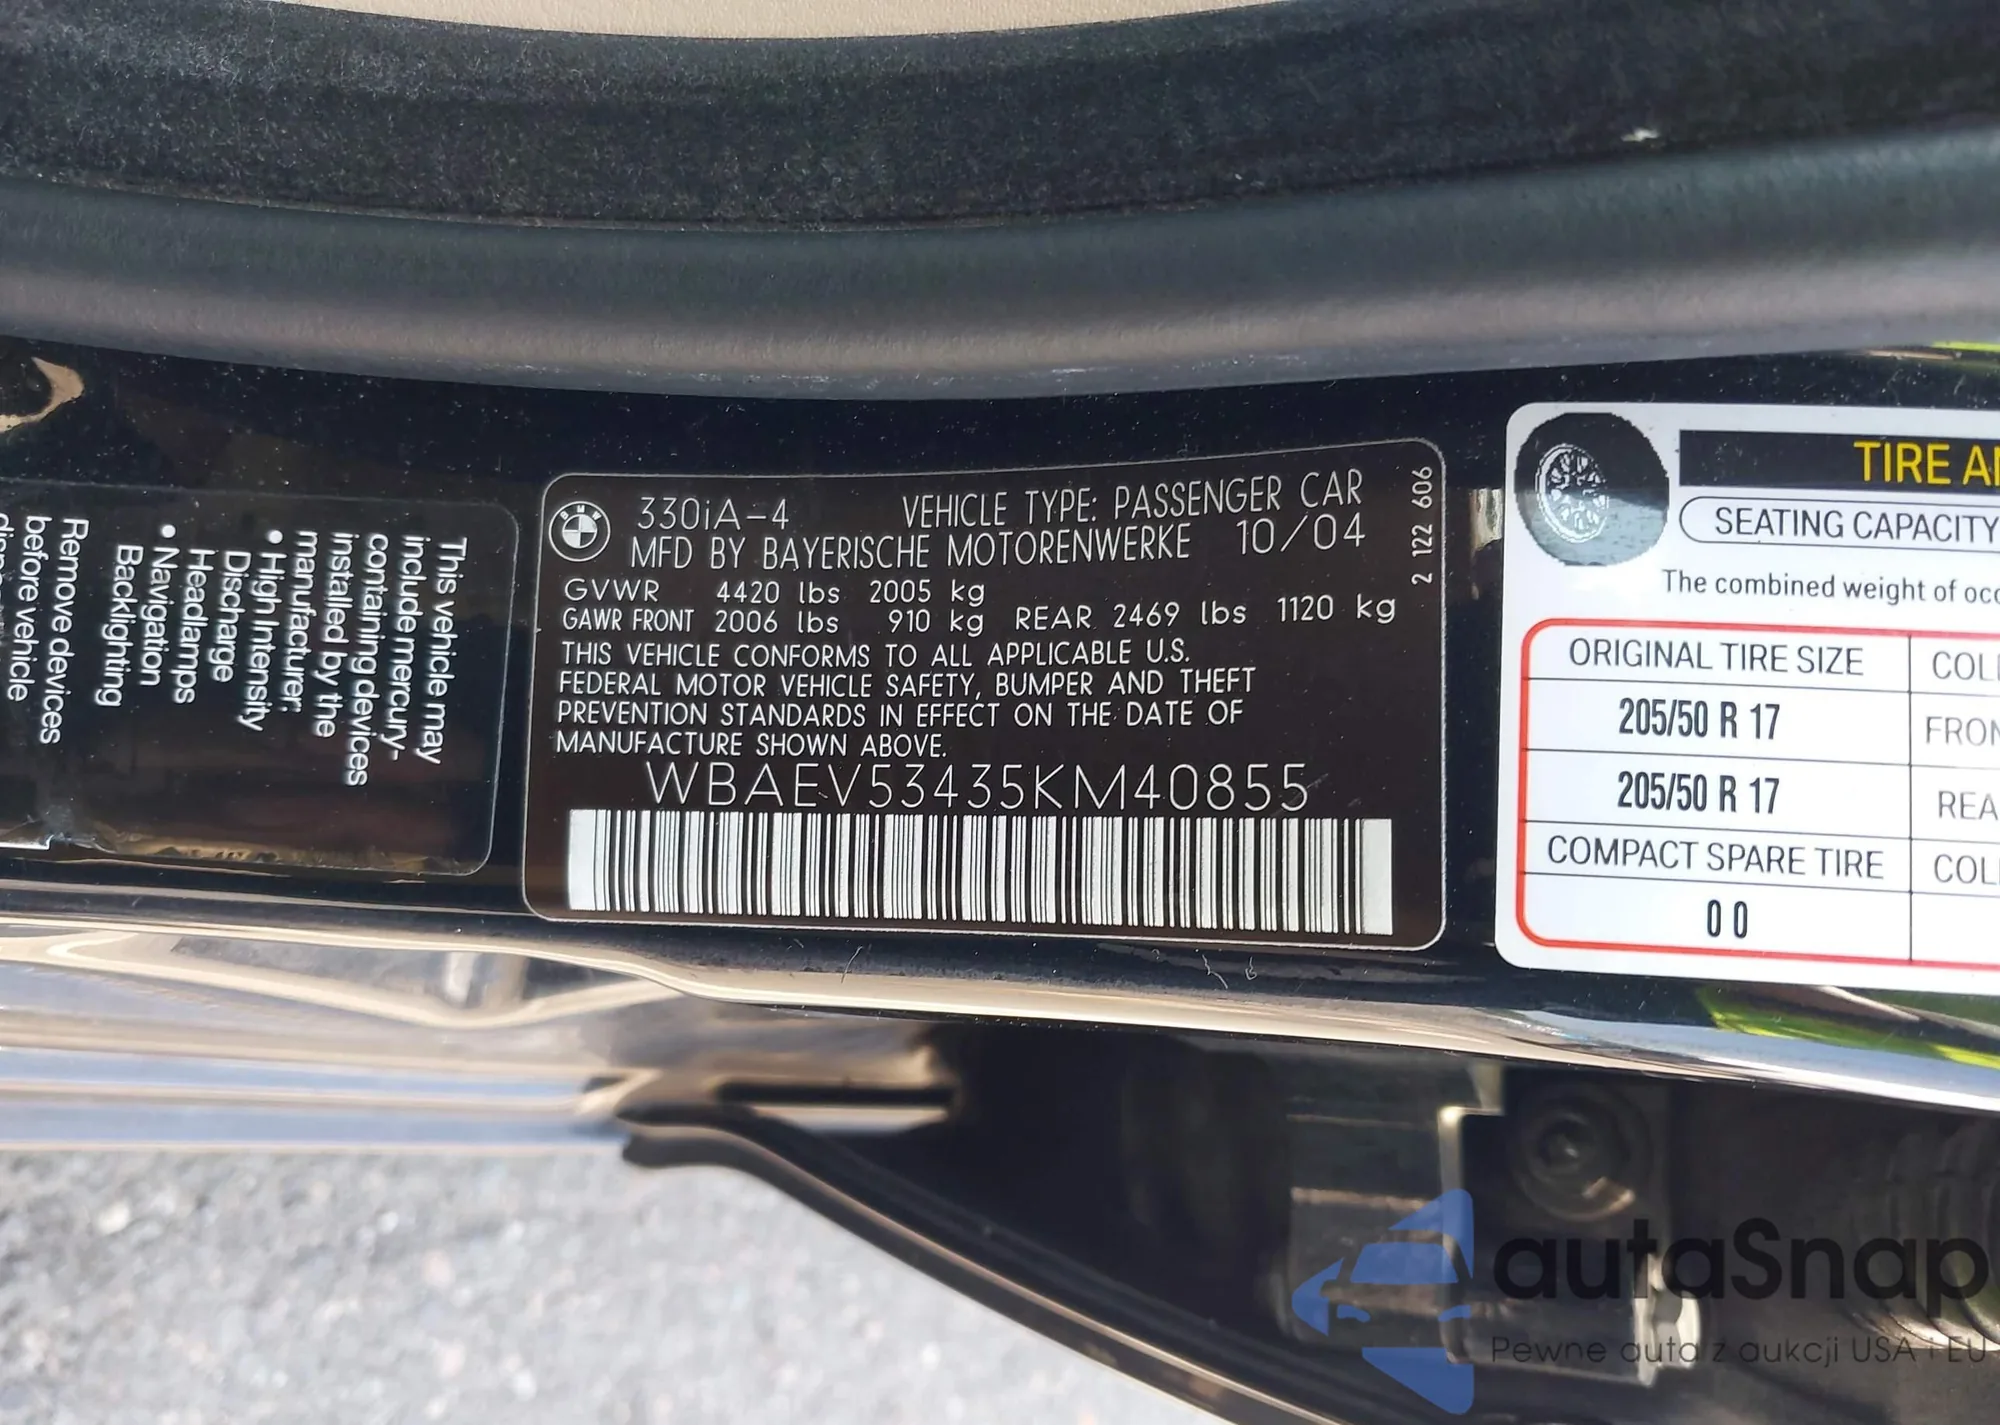 This vehicle may
include mercury-
containing devices
installed by the
manufacturer:
• High Intensity
Discharge
Headlamps
• Navigation
Backlighting
Remove devices
before vehicle
BMW
330iA-4 VEHICLE TYPE: PASSENGER CAR
MFD BY BAYERISCHE MOTORENWERKE 10/04
GVWR 4420 lbs 2005 kg
GAWR FRONT 2006 lbs 910 kg REAR 2469 lbs 1120 kg
THIS VEHICLE CONFORMS TO ALL APPLICABLE U.S.
FEDERAL MOTOR VEHICLE SAFETY, BUMPER AND THEFT
PREVENTION STANDARDS IN EFFECT ON THE DATE OF
MANUFACTURE SHOWN ABOVE.
WBAEV53435KM40855
2 122 606
TIRE A
SEATING CAPACITY
The combined weight of occ
ORIGINAL TIRE SIZE COL
205/50 R 17 FRON
205/50 R 17 REA
COMPACT SPARE TIRE COL
0 0
autaSnap
Pewne auta z aukcji USA i EU